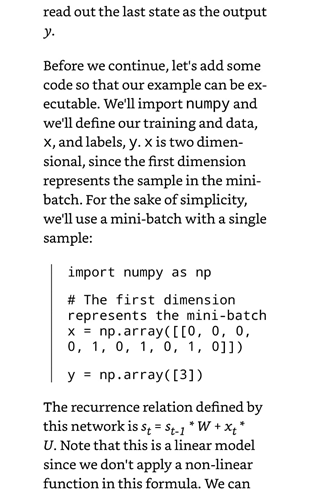 read out the last state as the output
y.
Before we continue, let's add some
code so that our example can be ex-
ecutable. We'll import numpy and
we'll define our training and data,
x, and labels, y. x is two dimen-
sional, since the first dimension
represents the sample in the mini-
batch. For the sake of simplicity,
we'll use a mini-batch with a single
sample:
import numpy as np
# The first dimension
represents the mini-batch
x = np.array([[0, 0, 0,
0, 1, 0, 1, 0, 1, 0]])
y = np.array([3])
The recurrence relation defined by
this network is sₜ = sₜ₋₁ * W + xₜ *
U. Note that this is a linear model
since we don't apply a non-linear
function in this formula. We can